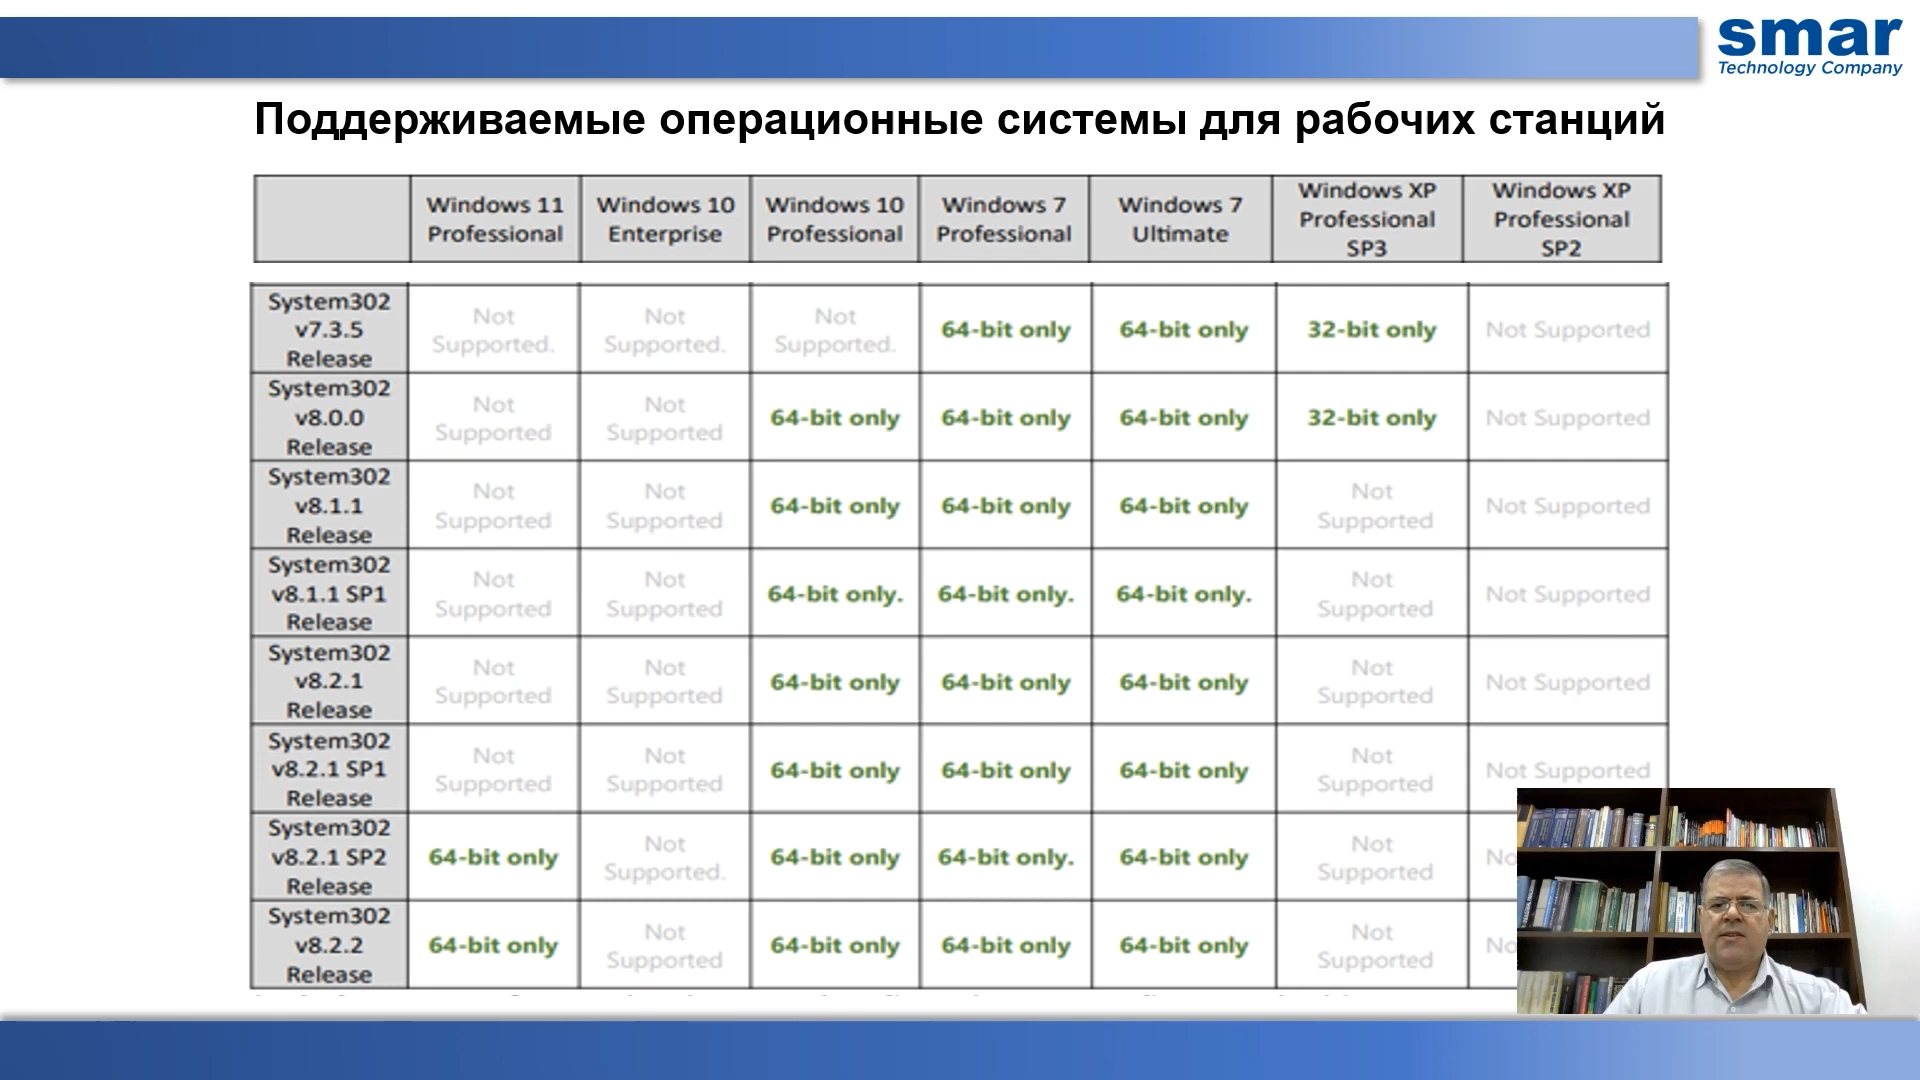 smar
Technology Company
Поддерживаемые операционные системы для рабочих станций
Windows 11 Professional
Windows 10 Enterprise
Windows 10 Professional
Windows 7 Professional
Windows 7 Ultimate
Windows XP Professional SP3
Windows XP Professional SP2
System302 v7.3.5 Release
Not Supported.
Not Supported.
Not Supported.
64-bit only
64-bit only
32-bit only
Not Supported
System302 v8.0.0 Release
Not Supported
Not Supported
64-bit only
64-bit only
64-bit only
32-bit only
Not Supported
System302 v8.1.1 Release
Not Supported
Not Supported
64-bit only
64-bit only
64-bit only
Not Supported
Not Supported
System302 v8.1.1 SP1 Release
Not Supported
Not Supported
64-bit only.
64-bit only.
64-bit only.
Not Supported
Not Supported
System302 v8.2.1 Release
Not Supported
Not Supported
64-bit only
64-bit only
64-bit only
Not Supported
Not Supported
System302 v8.2.1 SP1 Release
Not Supported
Not Supported
64-bit only
64-bit only
64-bit only
Not Supported
Not Supported
System302 v8.2.1 SP2 Release
64-bit only
Not Supported.
64-bit only
64-bit only.
64-bit only
Not Supported
System302 v8.2.2 Release
64-bit only
Not Supported
64-bit only
64-bit only
64-bit only
Not Supported